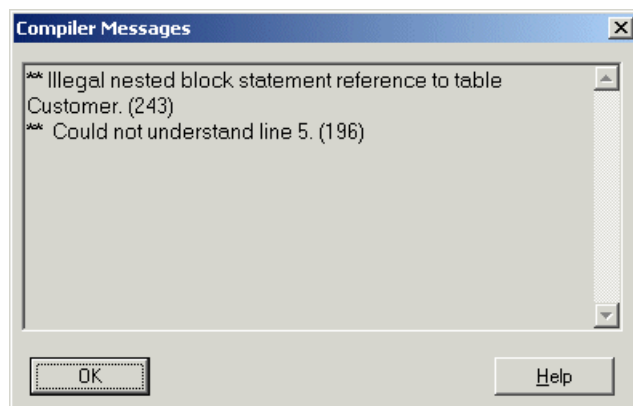 Compiler Messages
** Illegal nested block statement reference to table
Customer. (243)
** Could not understand line 5. (196)
OK
Help